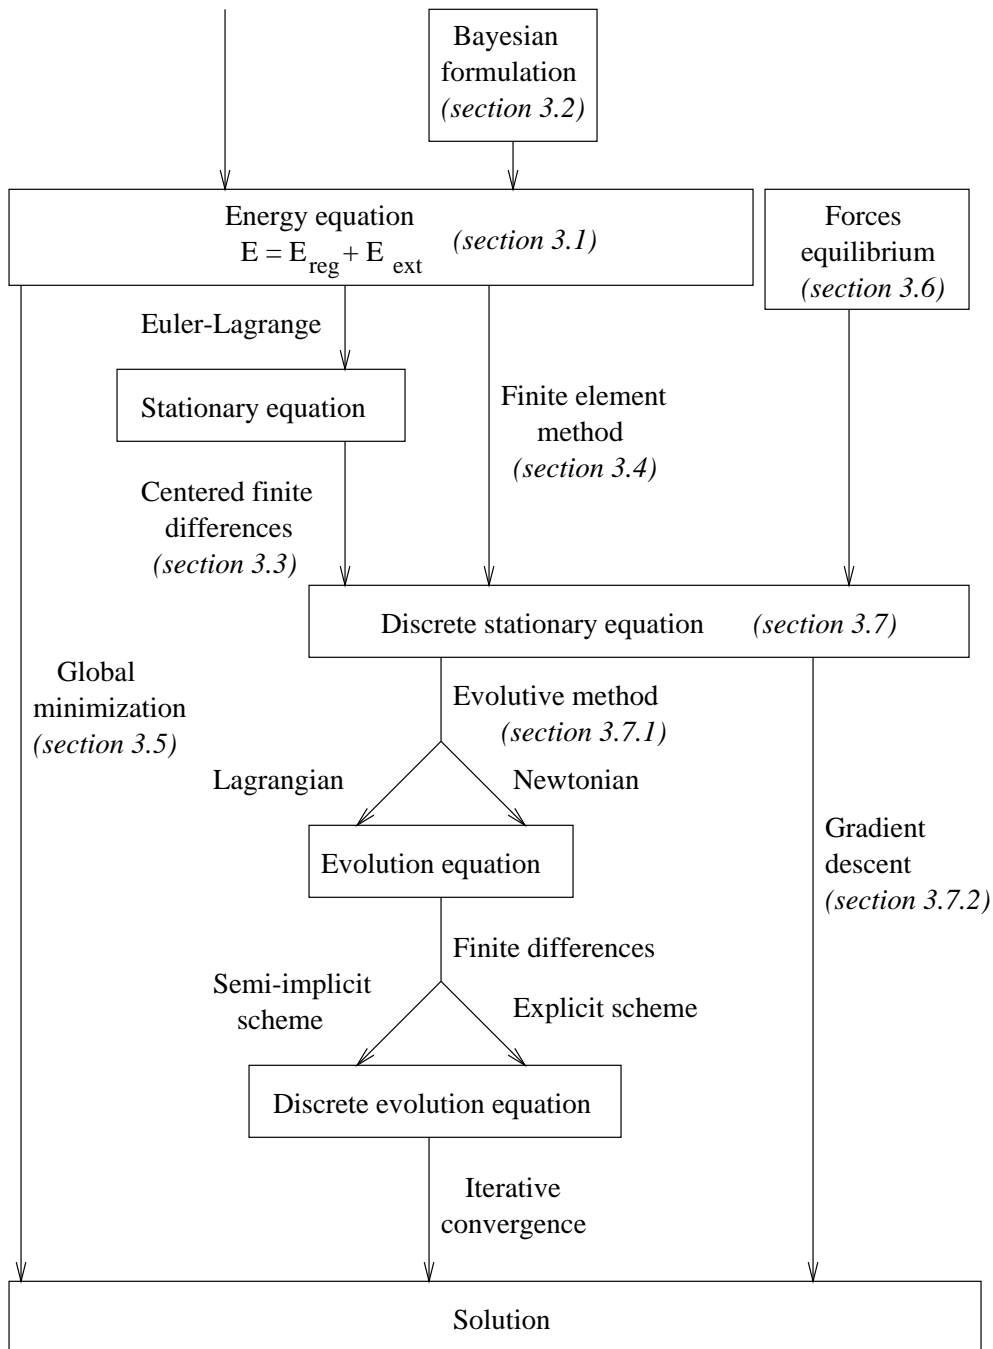 Bayesian
formulation
(section 3.2)
Energy equation
E = E reg + E ext
(section 3.1)
Forces
equilibrium
(section 3.6)
Euler-Lagrange
Stationary equation
Finite element
method
(section 3.4)
Centered finite
differences
(section 3.3)
Discrete stationary equation (section 3.7)
Global
minimization
(section 3.5)
Evolutive method
(section 3.7.1)
Lagrangian
Newtonian
Evolution equation
Gradient
descent
(section 3.7.2)
Finite differences
Semi-implicit
scheme
Explicit scheme
Discrete evolution equation
Iterative
convergence
Solution